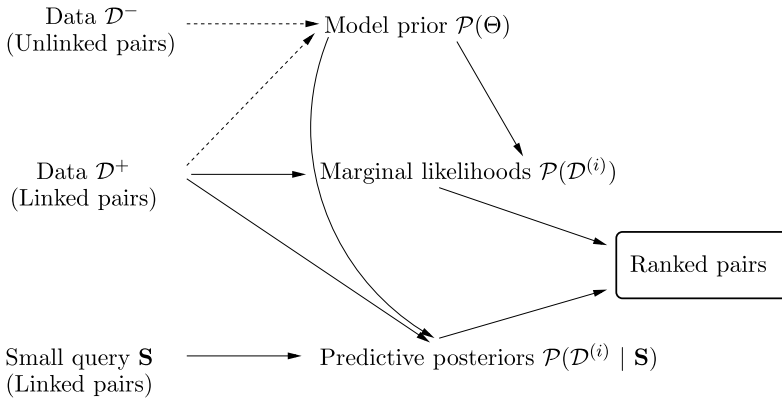 Data 𝒟⁻
(Unlinked pairs)
Model prior 𝒫(Θ)
Data 𝒟⁺
(Linked pairs)
Marginal likelihoods 𝒫(𝒟⁽ⁱ⁾)
Ranked pairs
Small query 𝐒
(Linked pairs)
Predictive posteriors 𝒫(𝒟⁽ⁱ⁾ | 𝐒)